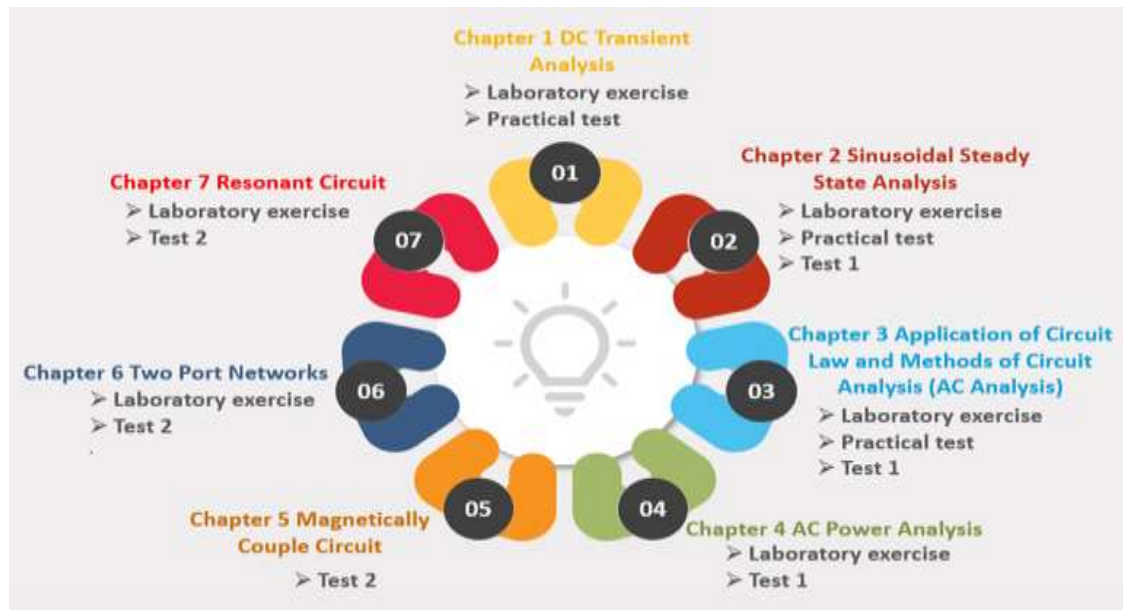 Chapter 1 DC Transient
Analysis
➢ Laboratory exercise
➢ Practical test
01
Chapter 2 Sinusoidal Steady
State Analysis
➢ Laboratory exercise
➢ Practical test
➢ Test 1
02
Chapter 3 Application of Circuit
Law and Methods of Circuit
Analysis (AC Analysis)
➢ Laboratory exercise
➢ Practical test
➢ Test 1
03
Chapter 4 AC Power Analysis
➢ Laboratory exercise
➢ Test 1
04
Chapter 5 Magnetically
Couple Circuit
➢ Test 2
05
Chapter 6 Two Port Networks
➢ Laboratory exercise
➢ Test 2
.
06
Chapter 7 Resonant Circuit
➢ Laboratory exercise
➢ Test 2
07